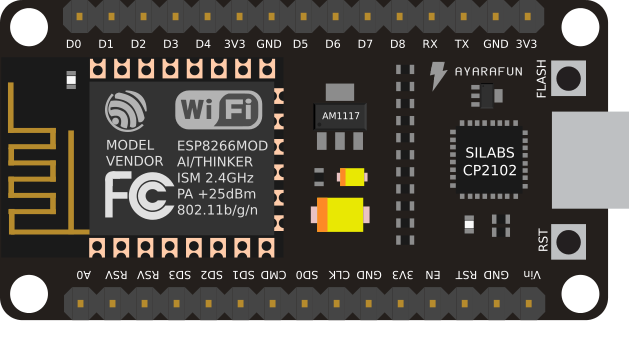 D0 D1 D2 D3 D4 3V3 GND D5 D6 D7 D8 RX TX GND 3V3
AYARAFUN
FLASH
WiFi
AM1117
MODEL
VENDOR
ESP8266MOD
AI/THINKER
ISM 2.4GHz
PA +25dBm
802.11b/g/n
FC
SILABS
CP2102
RST
A0 RSV RSV SD3 SD2 SD1 CMD SD0 CLK GND 3V3 EN RST GND Vin